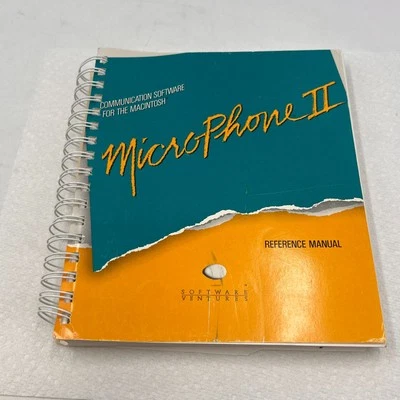 COMMUNICATION SOFTWARE
FOR THE MACINTOSH
MicroPhone II
REFERENCE MANUAL
SOFTWARE
VENTURES